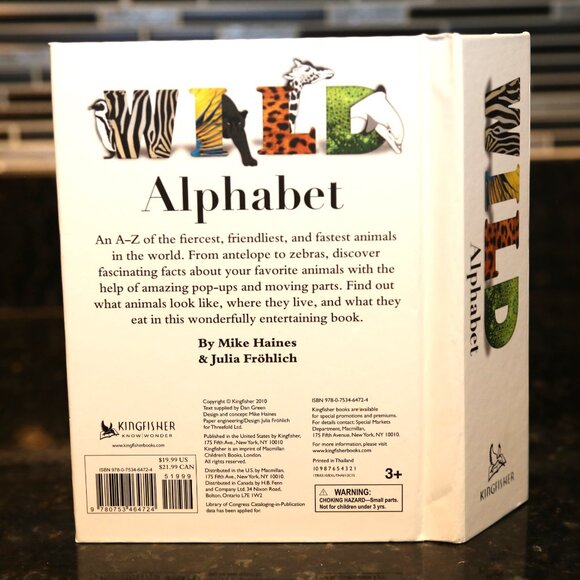 WILD
Alphabet
An A–Z of the fiercest, friendliest, and fastest animals
in the world. From antelope to zebras, discover
fascinating facts about your favorite animals with the
help of amazing pop-ups and moving parts. Find out
what animals look like, where they live, and what they
eat in this wonderfully entertaining book.
By Mike Haines
& Julia Fröhlich
KINGFISHER
KNOW WONDER
www.kingfisherbooks.com
Copyright © Kingfisher 2010
Text supplied by Dan Green
Design and concept: Mike Haines
Paper engineering/Design: Julia Fröhlich
for Threefold Ltd.
Published in the United States by Kingfisher,
175 Fifth Ave., New York, NY 10010.
Kingfisher is an imprint of Macmillan
Children's Books, London.
All rights reserved.
Distributed in the U.S. by Macmillan,
175 Fifth Ave., New York, NY 10010.
Distributed in Canada by H.B. Fenn
and Company Ltd. 34 Nixon Road,
Bolton, Ontario L7E 1W2
Library of Congress Cataloging-in-Publication
data has been applied for.
ISBN 978-0-7534-6472-4
Kingfisher books are available
for special promotions and premiums.
For details contact: Special Markets
Department, Macmillan,
175 Fifth Avenue, New York, NY 10010.
For more information, please visit
www.kingfisherbooks.com
Printed in Thailand
10 9 8 7 6 5 4 3 2 1
3+
WARNING:
CHOKING HAZARD—Small parts.
Not for children under 3 yrs.
$19.99 US
$21.99 CAN
ISBN 978-0-7534-6472-4
51999
9 780753 464724
WILD
Alphabet
KINGFISHER